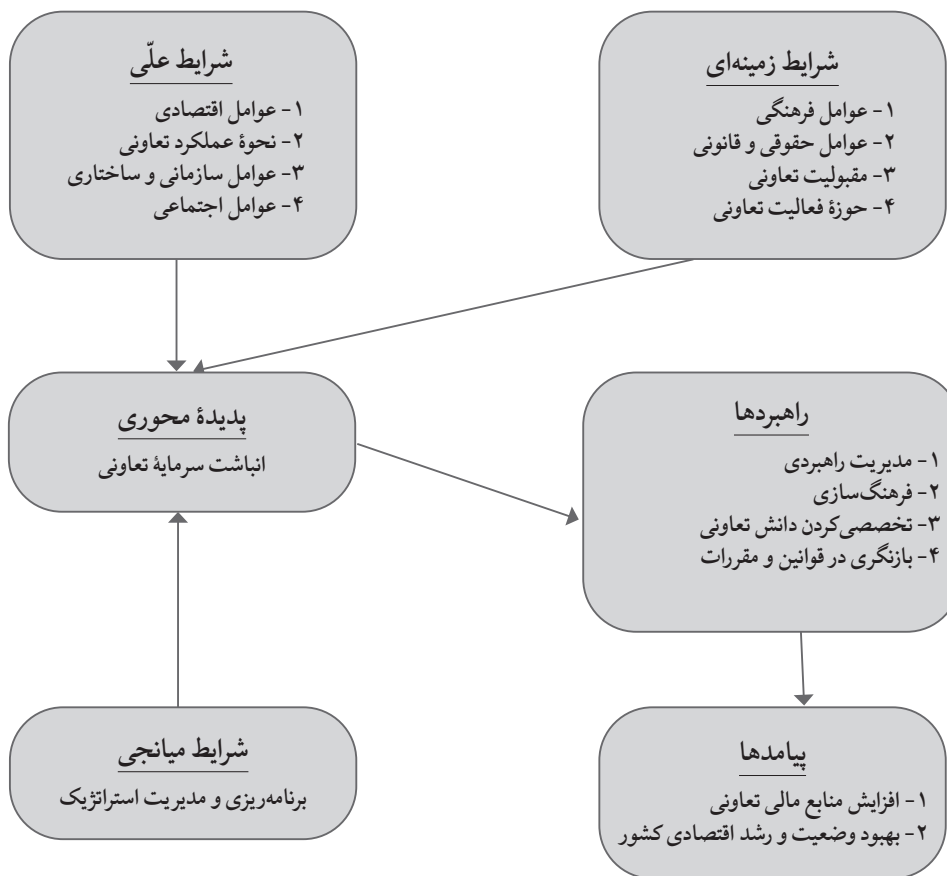 شرایط زمینه‌ای
۱- عوامل فرهنگی
۲- عوامل حقوقی و قانونی
۳- مقبولیت تعاونی
۴- حوزهٔ فعالیت تعاونی
شرایط علّی
۱- عوامل اقتصادی
۲- نحوهٔ عملکرد تعاونی
۳- عوامل سازمانی و ساختاری
۴- عوامل اجتماعی
پدیدهٔ محوری
انباشت سرمایهٔ تعاونی
راهبردها
۱- مدیریت راهبردی
۲- فرهنگ‌سازی
۳- تخصصی‌کردن دانش تعاونی
۴- بازنگری در قوانین و مقررات
شرایط میانجی
برنامه‌ریزی و مدیریت استراتژیک
پیامدها
۱- افزایش منابع مالی تعاونی
۲- بهبود وضعیت و رشد اقتصادی کشور